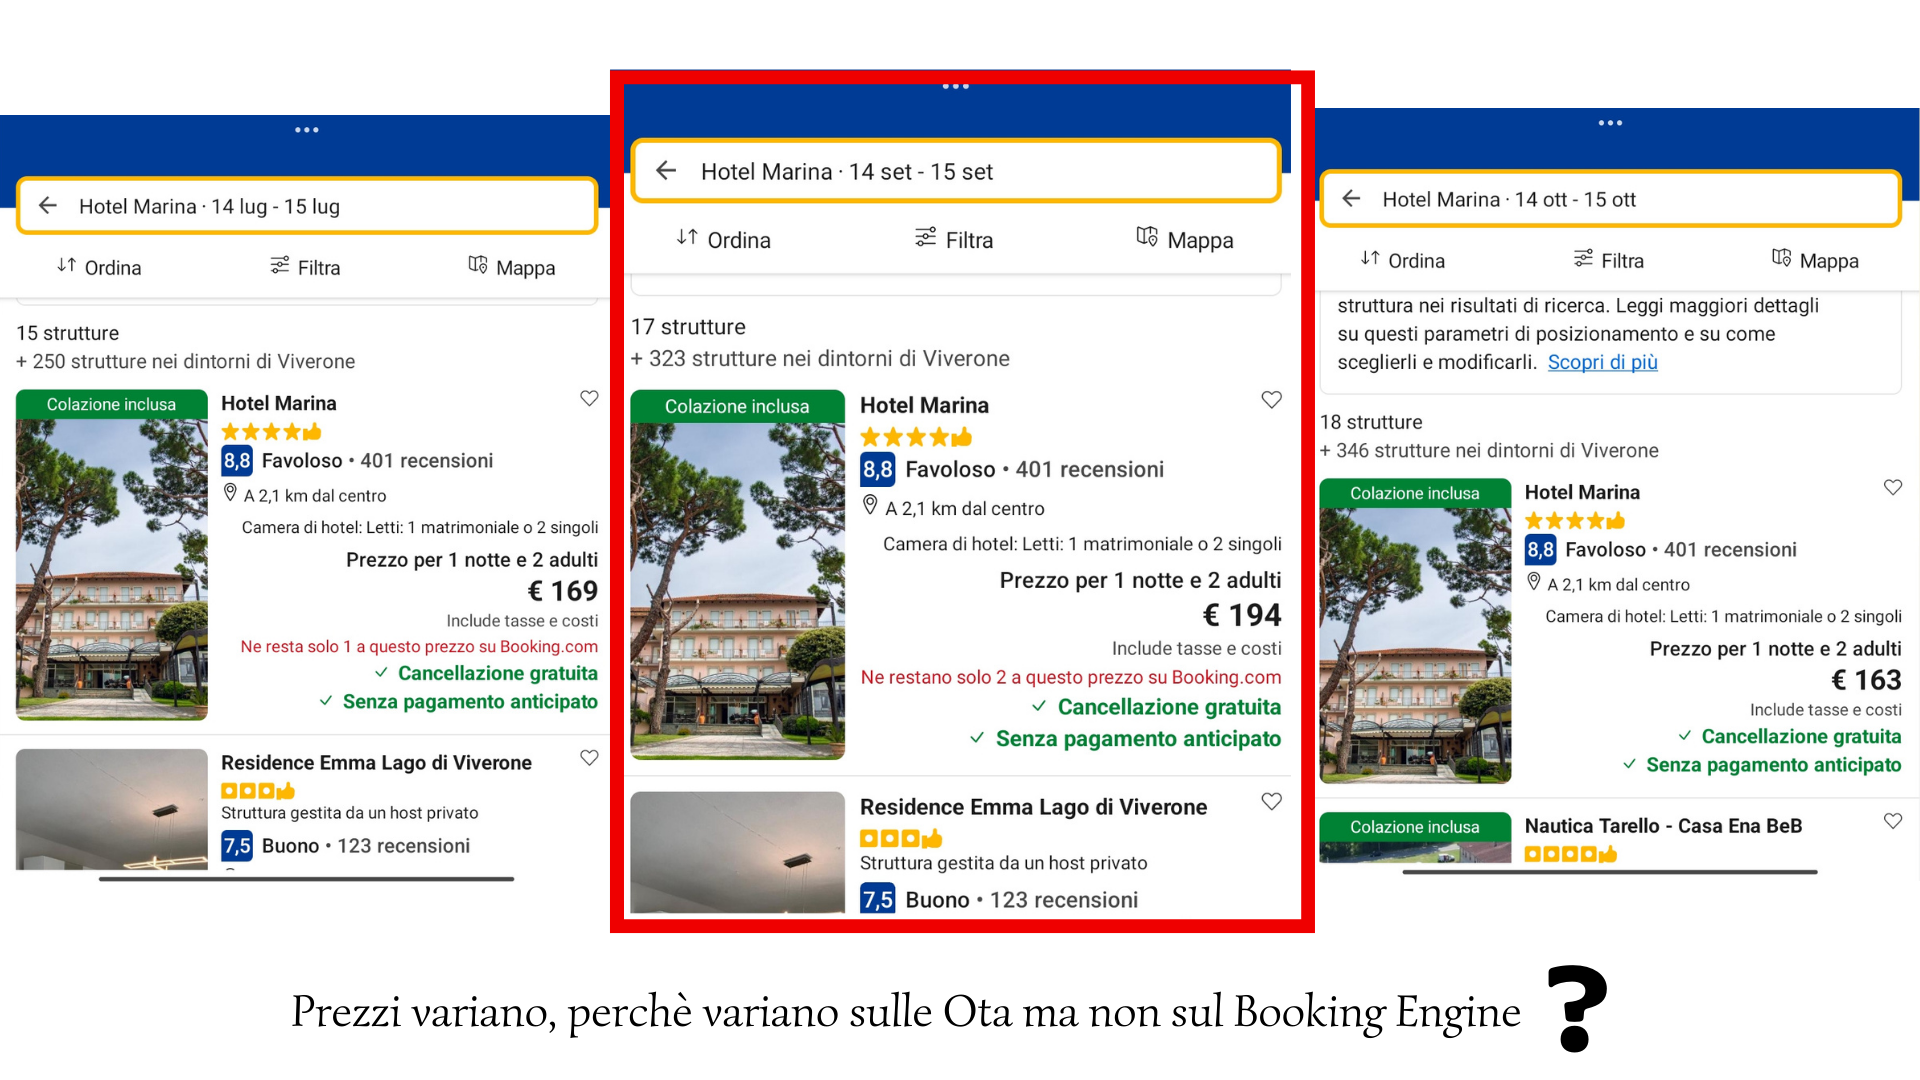 Hotel Marina · 14 lug - 15 lug
Ordina
Filtra
Mappa
15 strutture
+ 250 strutture nei dintorni di Viverone
Colazione inclusa
Hotel Marina
8,8 Favoloso • 401 recensioni
A 2,1 km dal centro
Camera di hotel: Letti: 1 matrimoniale o 2 singoli
Prezzo per 1 notte e 2 adulti
€ 169
Include tasse e costi
Ne resta solo 1 a questo prezzo su Booking.com
Cancellazione gratuita
Senza pagamento anticipato
Residence Emma Lago di Viverone
Struttura gestita da un host privato
7,5 Buono • 123 recensioni
Hotel Marina · 14 set - 15 set
Ordina
Filtra
Mappa
17 strutture
+ 323 strutture nei dintorni di Viverone
Colazione inclusa
Hotel Marina
8,8 Favoloso • 401 recensioni
A 2,1 km dal centro
Camera di hotel: Letti: 1 matrimoniale o 2 singoli
Prezzo per 1 notte e 2 adulti
€ 194
Include tasse e costi
Ne restano solo 2 a questo prezzo su Booking.com
Cancellazione gratuita
Senza pagamento anticipato
Residence Emma Lago di Viverone
Struttura gestita da un host privato
7,5 Buono • 123 recensioni
Hotel Marina · 14 ott - 15 ott
Ordina
Filtra
Mappa
struttura nei risultati di ricerca. Leggi maggiori dettagli
su questi parametri di posizionamento e su come
sceglierli e modificarli. Scopri di più
18 strutture
+ 346 strutture nei dintorni di Viverone
Colazione inclusa
Hotel Marina
8,8 Favoloso • 401 recensioni
A 2,1 km dal centro
Camera di hotel: Letti: 1 matrimoniale o 2 singoli
Prezzo per 1 notte e 2 adulti
€ 163
Include tasse e costi
Cancellazione gratuita
Senza pagamento anticipato
Colazione inclusa
Nautica Tarello - Casa Ena BeB
Prezzi variano, perchè variano sulle Ota ma non sul Booking Engine ?